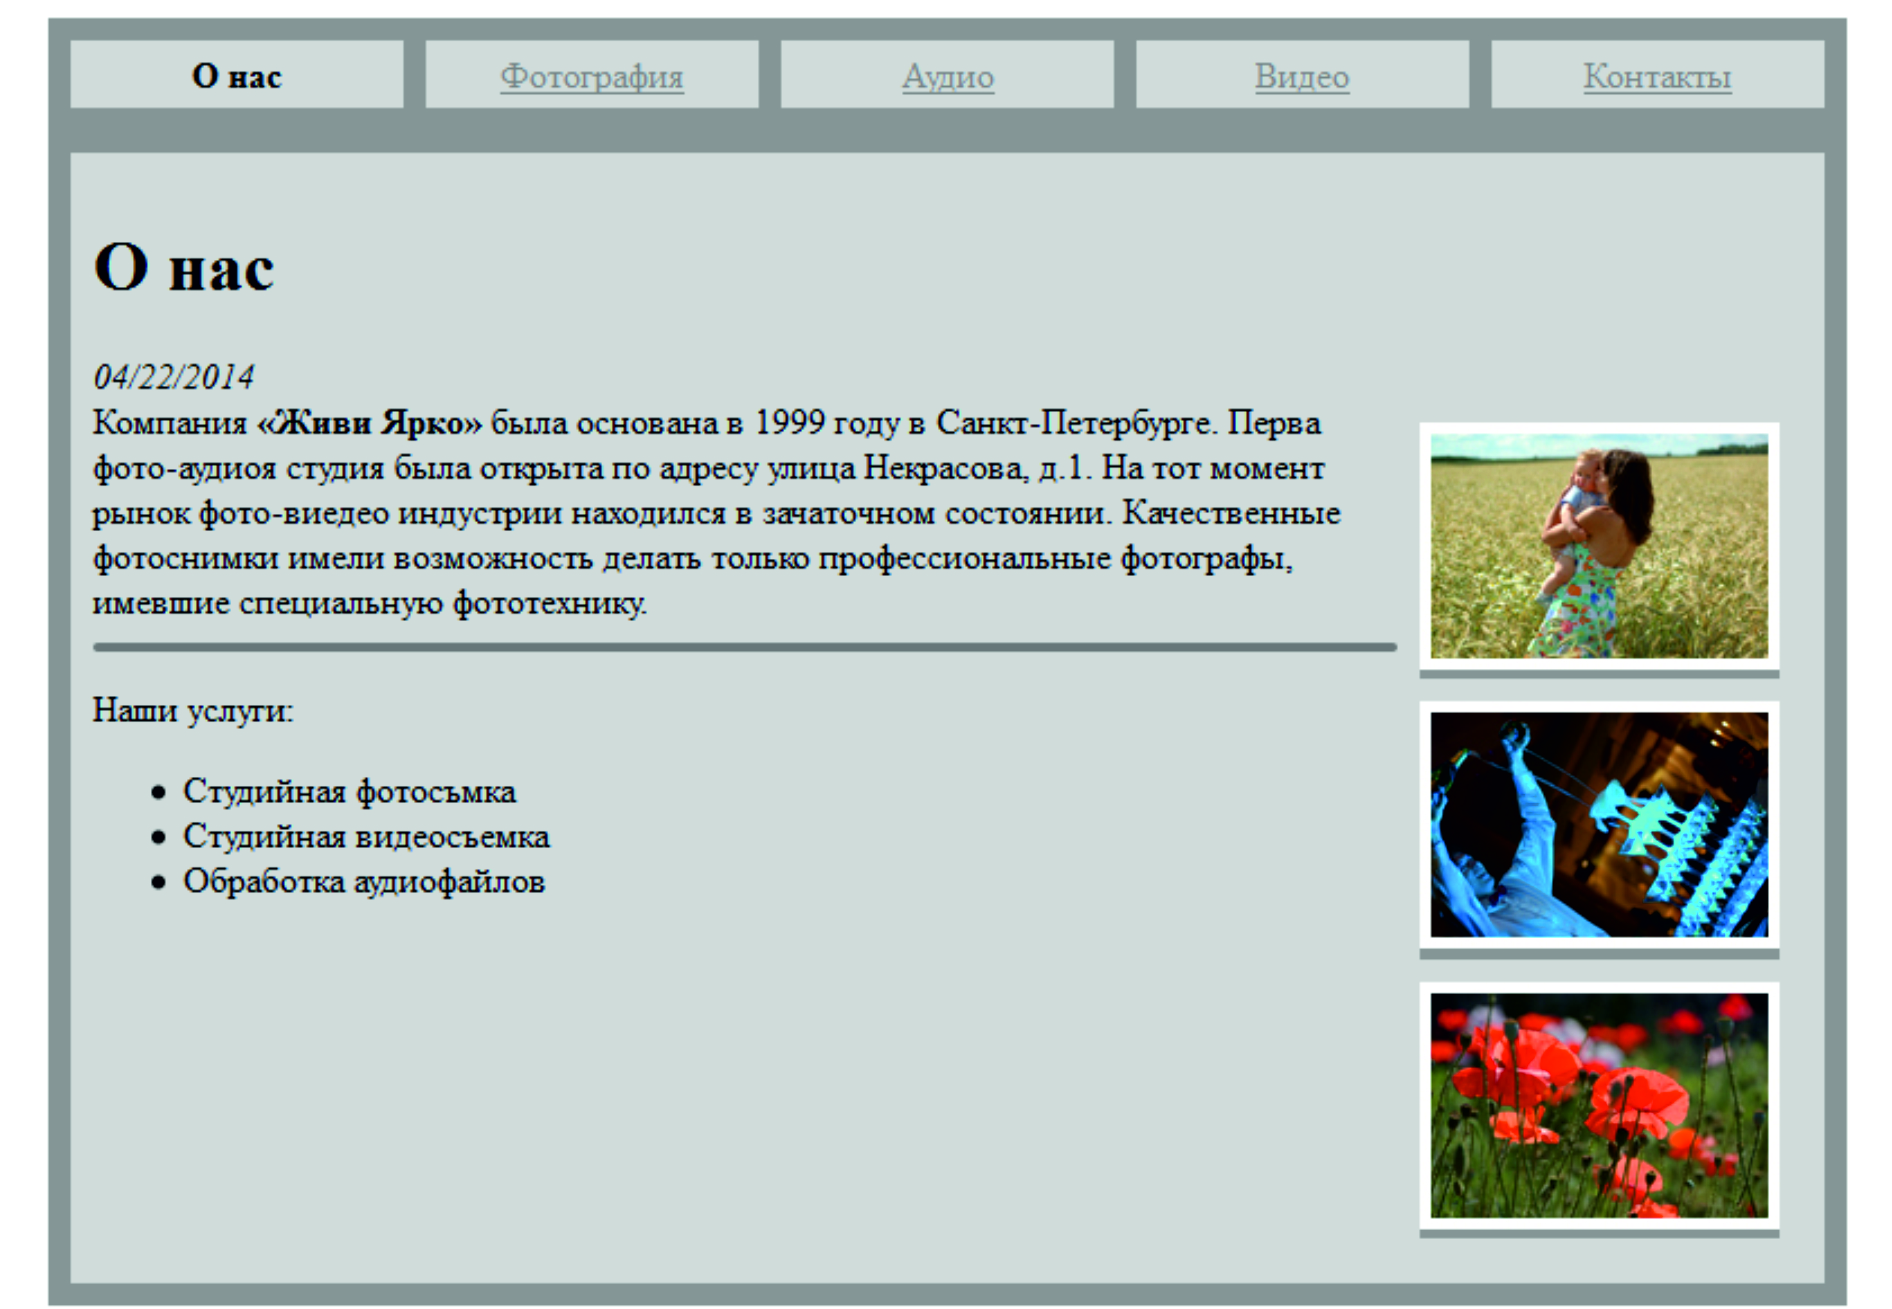 О нас
Фотография
Аудио
Видео
Контакты
О нас
04/22/2014
Компания «Живи Ярко» была основана в 1999 году в Санкт-Петербурге. Перва
фото-аудиоя студия была открыта по адресу улица Некрасова, д.1. На тот момент
рынок фото-виедео индустрии находился в зачаточном состоянии. Качественные
фотоснимки имели возможность делать только профессиональные фотографы,
имевшие специальную фототехнику.
Наши услуги:
Студийная фотосъмка
Студийная видеосъемка
Обработка аудиофайлов